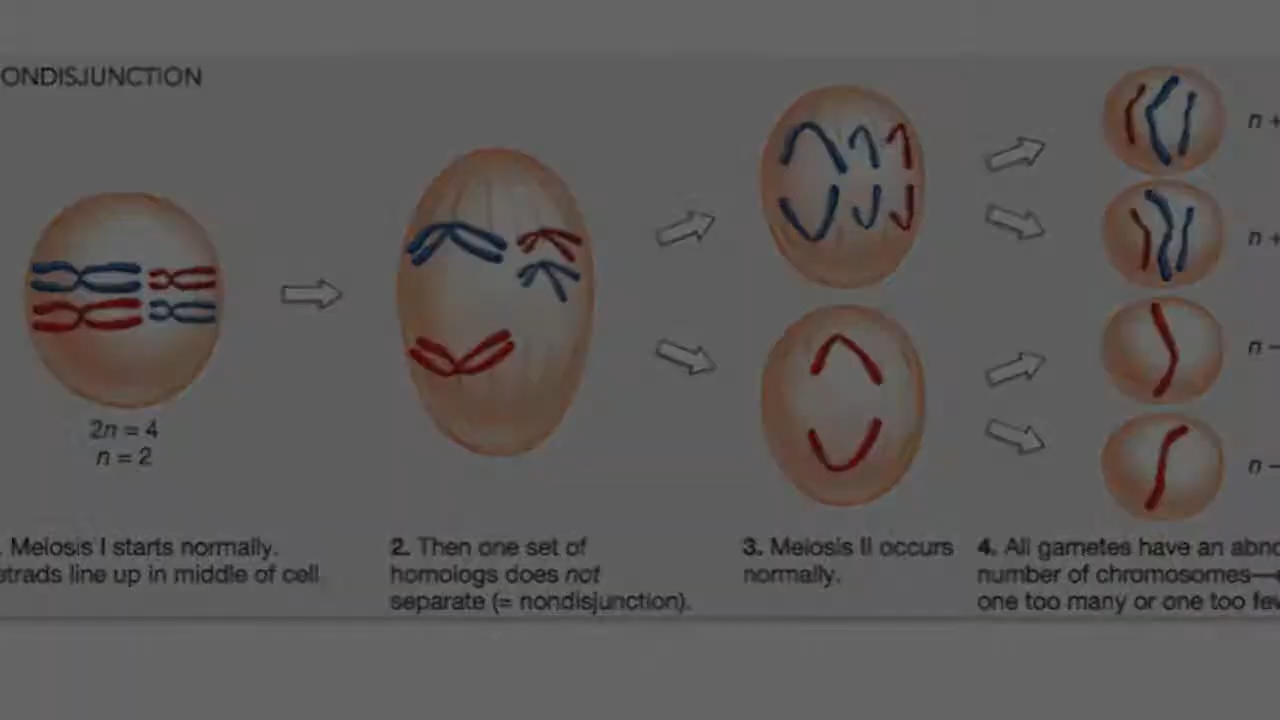 ONDISJUNCTION
n +
n +
n –
n –
2n = 4
n = 2
. Meiosis I starts normally.
etrads line up in middle of cell
2. Then one set of
homologs does not
separate (= nondisjunction).
3. Meiosis II occurs
normally.
4. All gametes have an abno
number of chromosomes—
one too many or one too few